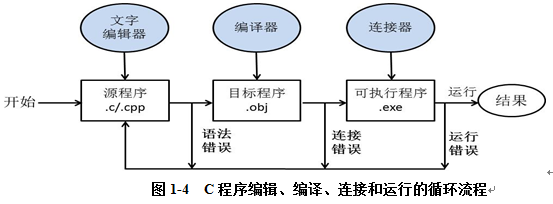 文字
编辑器
编译器
连接器
开始
源程序
.c/.cpp
目标程序
.obj
可执行程序
.exe
运行
结果
语法
错误
连接
错误
运行
错误
图 1-4 C 程序编辑、编译、连接和运行的循环流程